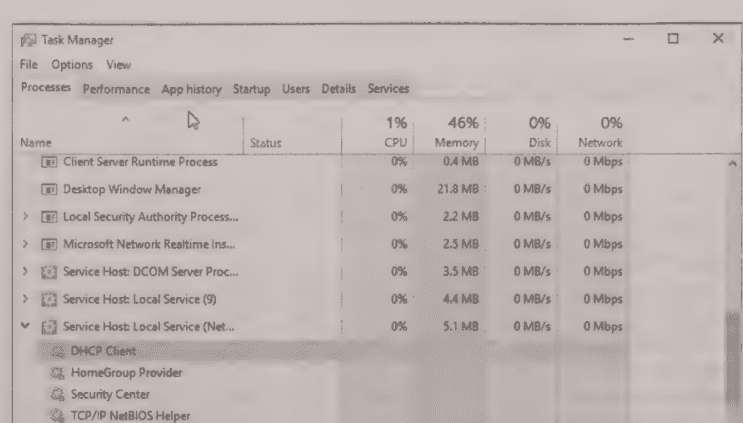 Task Manager
File Options View
Processes Performance App history Startup Users Details Services
1% 46% 0% 0%
Name Status CPU Memory Disk Network
Client Server Runtime Process 0% 0.4 MB 0 MB/s 0 Mbps
Desktop Window Manager 0% 21.8 MB 0 MB/s 0 Mbps
Local Security Authority Process... 0% 2.2 MB 0 MB/s 0 Mbps
Microsoft Network Realtime Ins... 0% 2.5 MB 0 MB/s 0 Mbps
Service Host: DCOM Server Proc... 0% 3.5 MB 0 MB/s 0 Mbps
Service Host: Local Service (9) 0% 4.4 MB 0 MB/s 0 Mbps
Service Host: Local Service (Net... 0% 5.1 MB 0 MB/s 0 Mbps
DHCP Client
HomeGroup Provider
Security Center
TCP/IP NetBIOS Helper